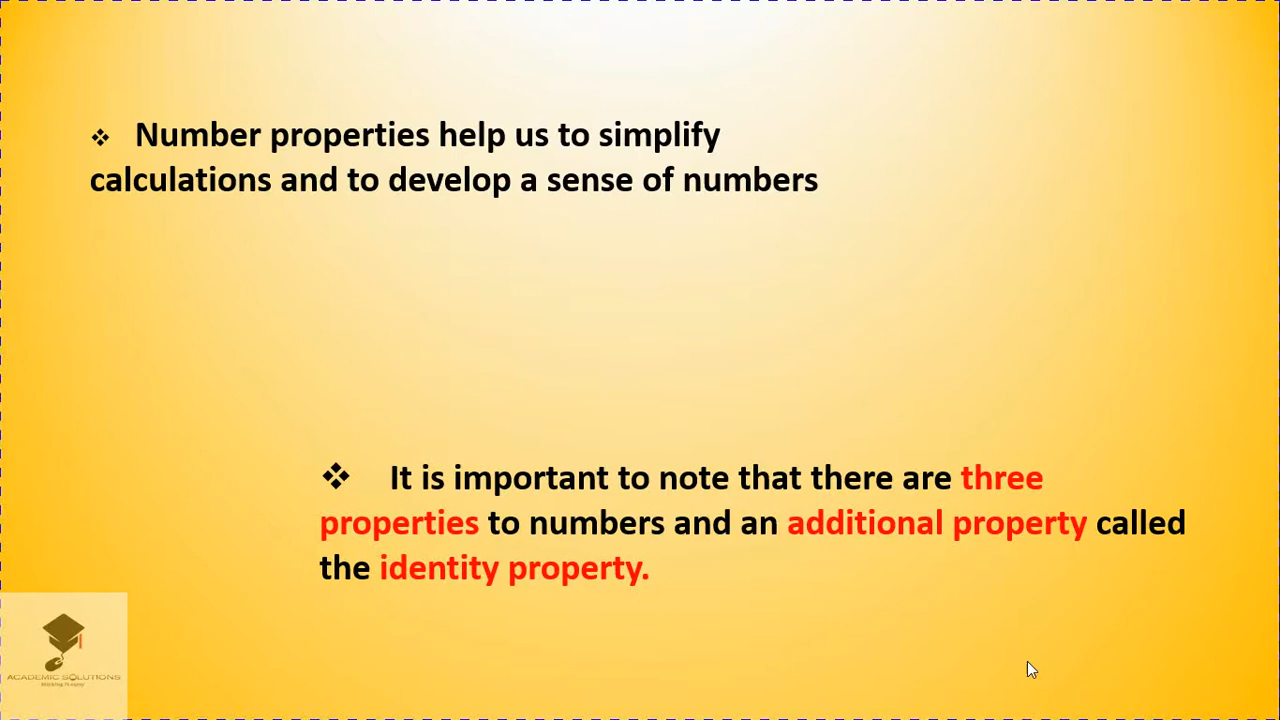 ❖ Number properties help us to simplify
calculations and to develop a sense of numbers
❖ It is important to note that there are three
properties to numbers and an additional property called
the identity property.
ACADEMIC SOLUTIONS